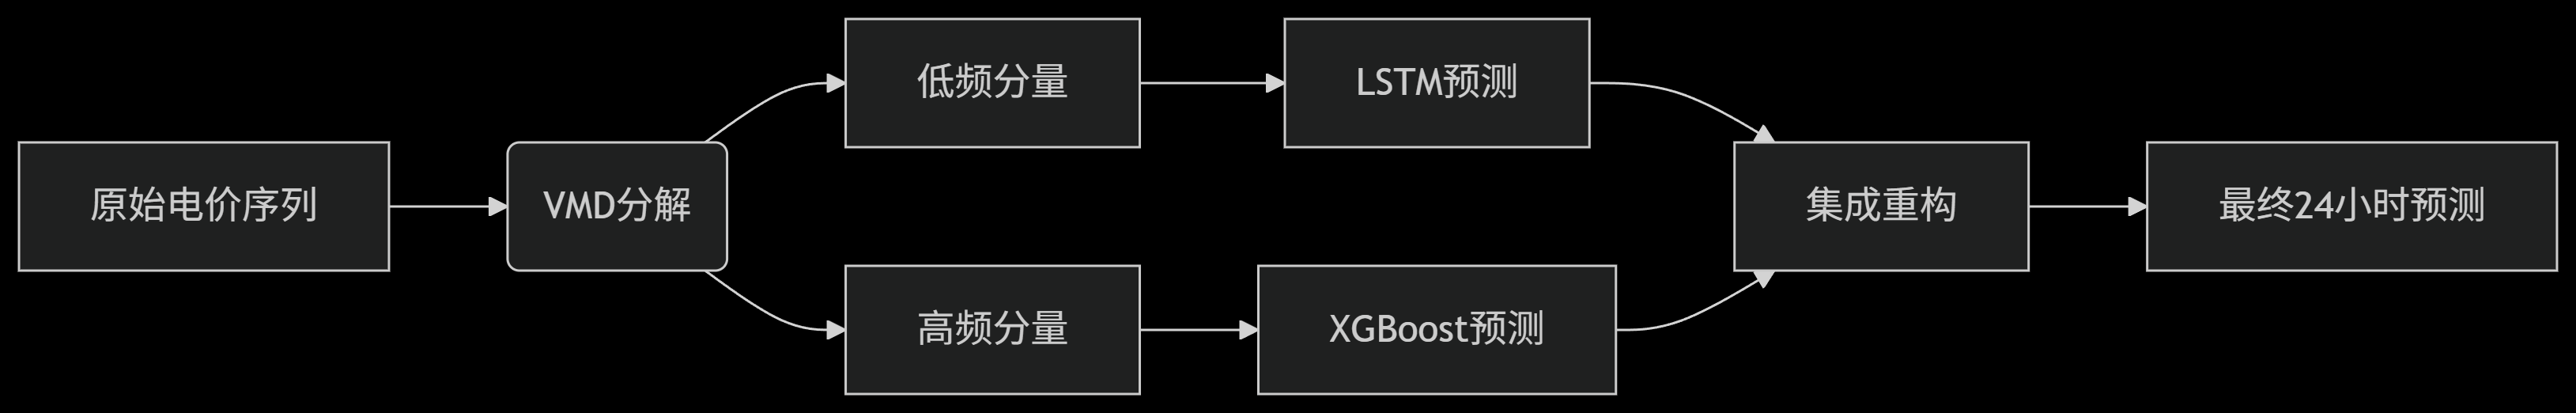 原始电价序列
VMD分解
低频分量
LSTM预测
高频分量
XGBoost预测
集成重构
最终24小时预测